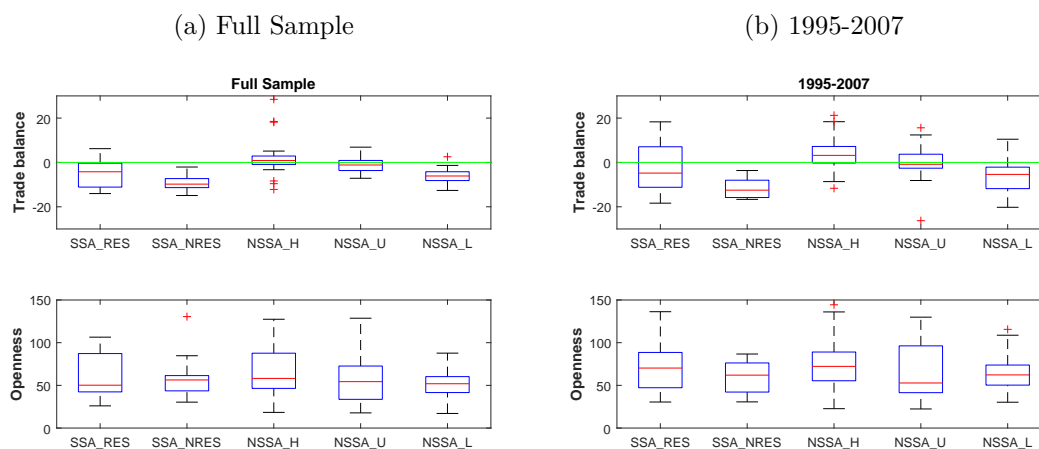 (a) Full Sample
(b) 1995-2007
Full Sample
Trade balance
20
0
-20
SSA_RES SSA_NRES NSSA_H NSSA_U NSSA_L
1995-2007
Trade balance
20
0
-20
SSA_RES SSA_NRES NSSA_H NSSA_U NSSA_L
Openness
150
100
50
0
SSA_RES SSA_NRES NSSA_H NSSA_U NSSA_L
Openness
150
100
50
0
SSA_RES SSA_NRES NSSA_H NSSA_U NSSA_L